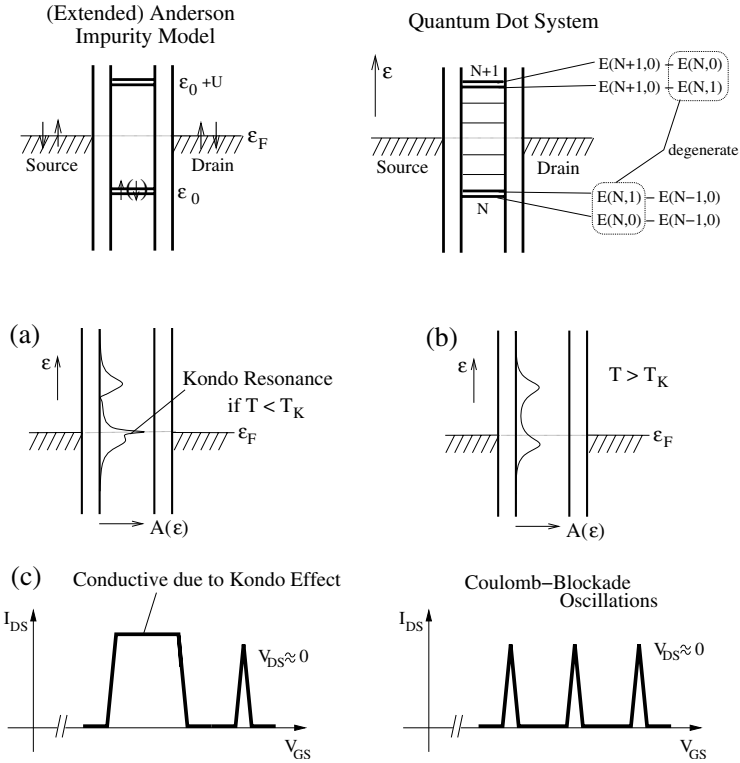 (Extended) Anderson
Impurity Model
Quantum Dot System
ε₀ +U
ε_F
Source
Drain
ε₀
ε
N+1
E(N+1,0) – E(N,0)
E(N+1,0) – E(N,1)
degenerate
Source
Drain
E(N,1) – E(N–1,0)
N
E(N,0) – E(N–1,0)
(a)
ε
Kondo Resonance
if T < T_K
ε_F
A(ε)
(b)
ε
T > T_K
ε_F
A(ε)
(c)
Conductive due to Kondo Effect
I_DS
V_DS≈0
V_GS
Coulomb–Blockade
Oscillations
I_DS
V_DS≈0
V_GS